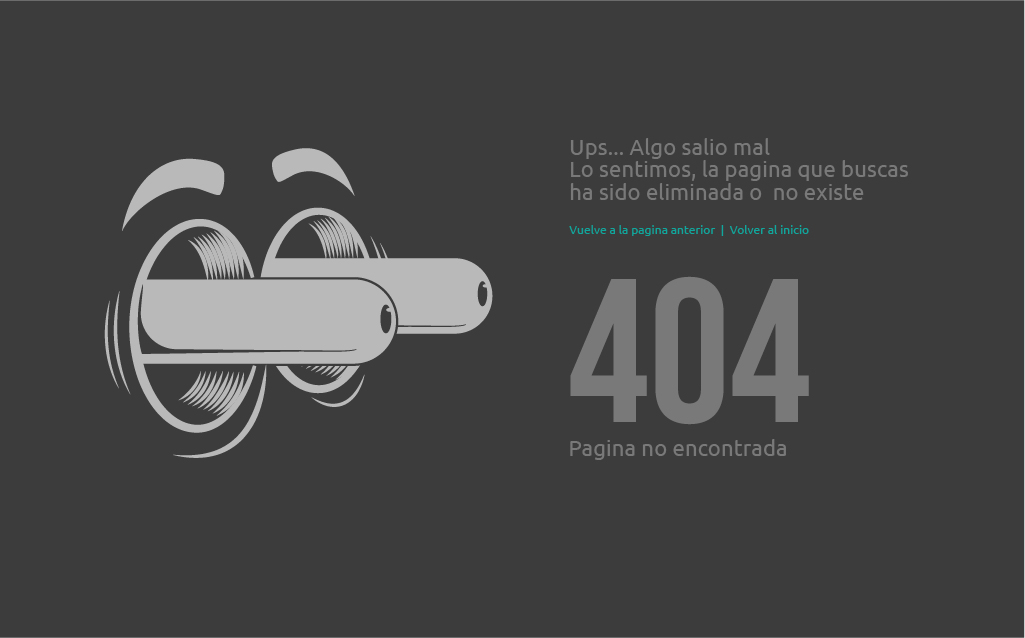 Ups... Algo salio mal
Lo sentimos, la pagina que buscas
ha sido eliminada o  no existe
Vuelve a la pagina anterior | Volver al inicio
404
Pagina no encontrada